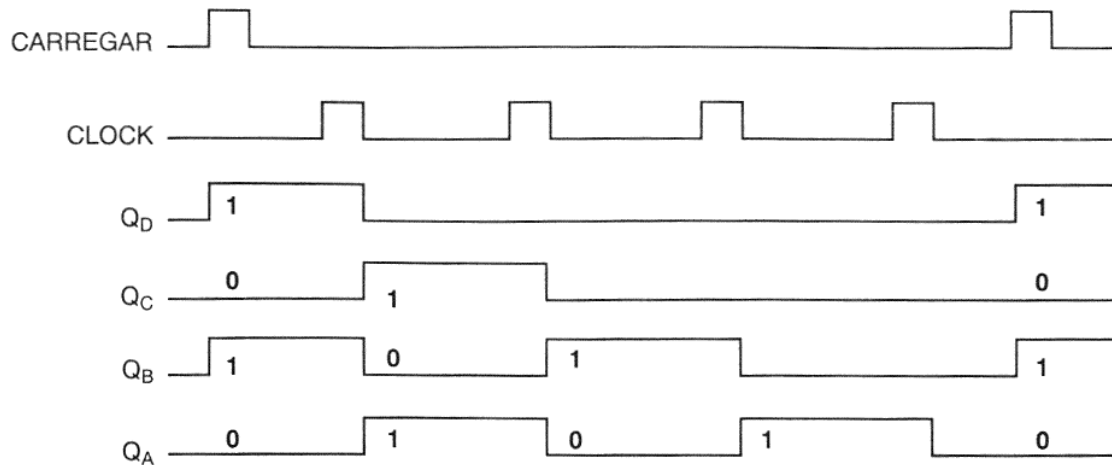 CARREGAR
CLOCK
Q_D 1 1
Q_C 0 1 0
Q_B 1 0 1 1
Q_A 0 1 0 1 0